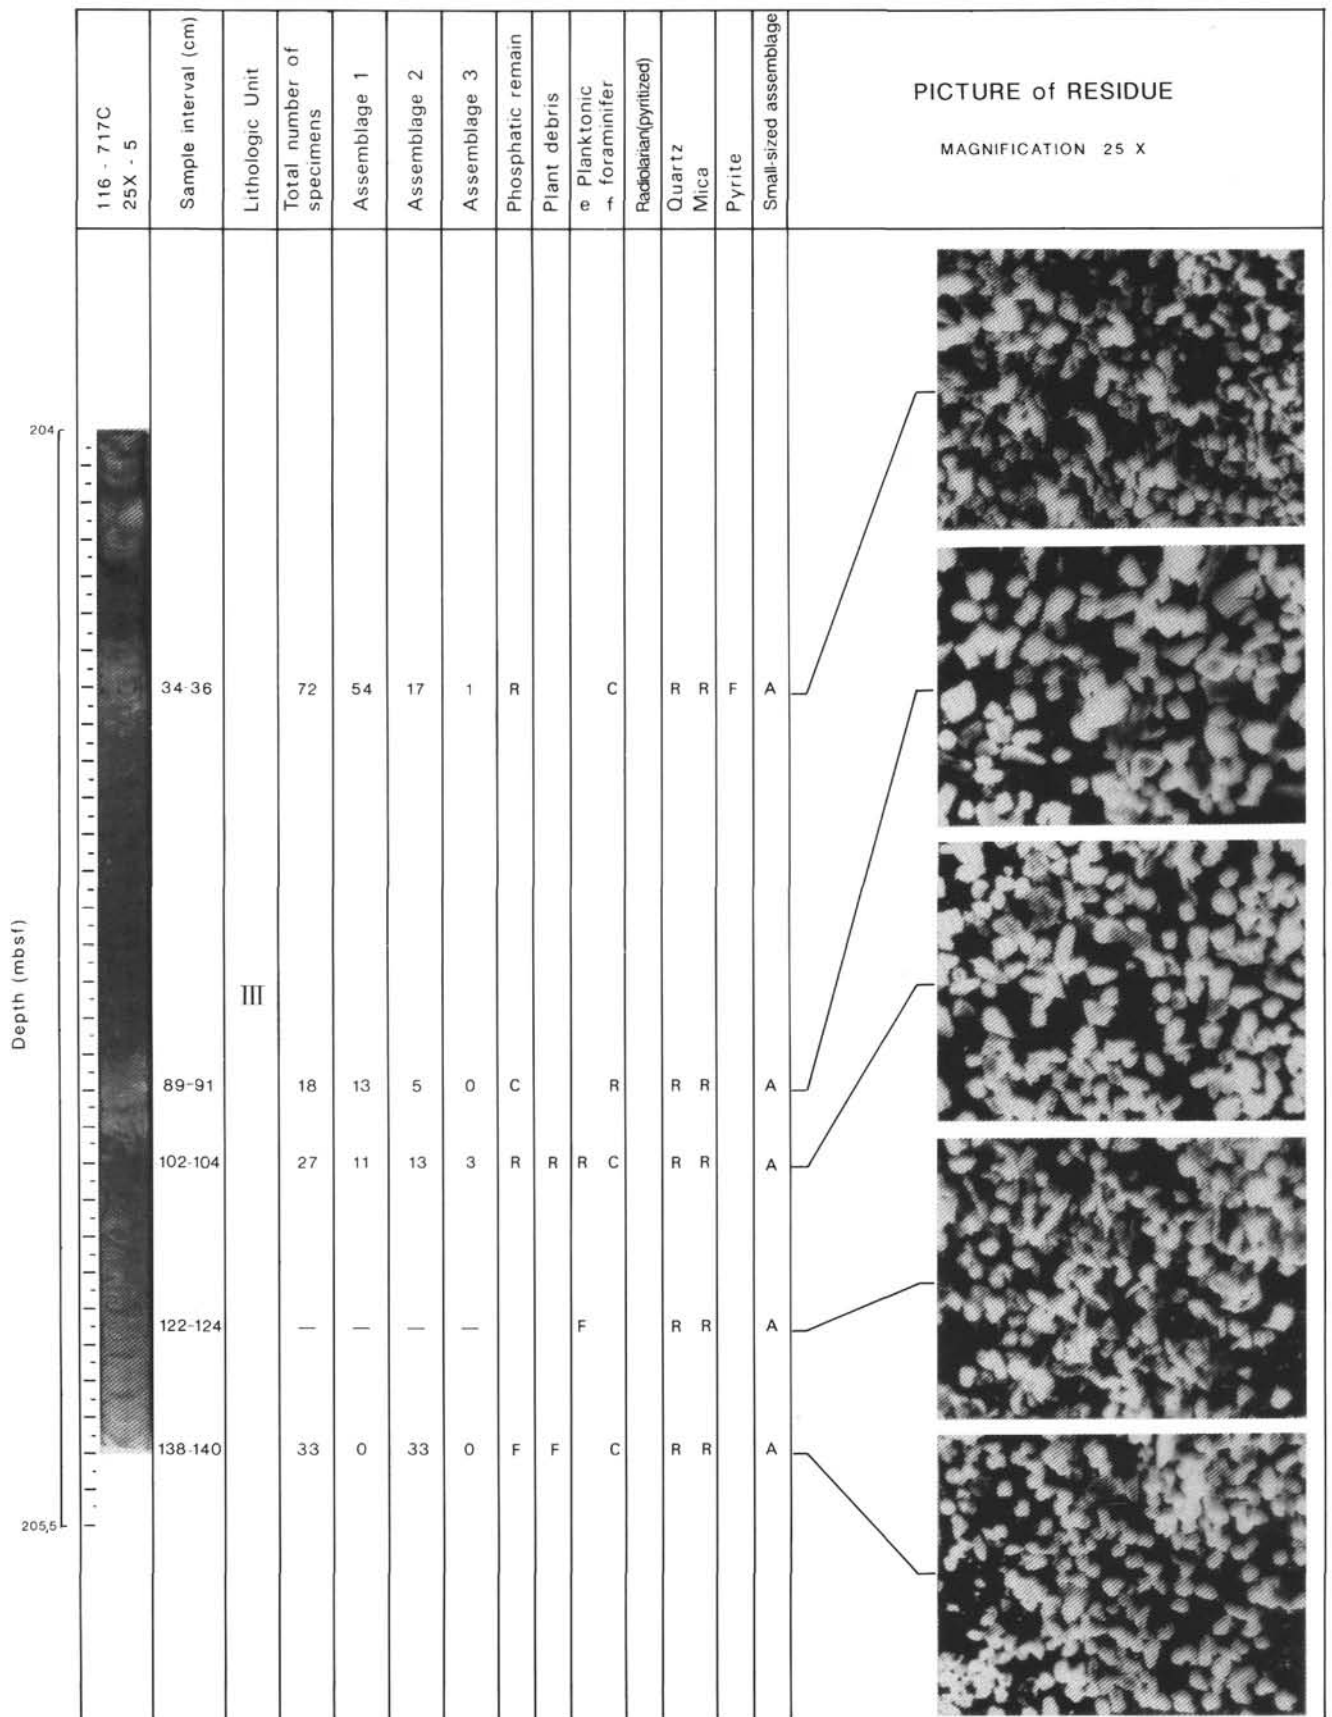 116 - 717C
25X - 5
Sample interval (cm)
Lithologic Unit
Total number of
specimens
Assemblage 1
Assemblage 2
Assemblage 3
Phosphatic remain
Plant debris
e Planktonic
f foraminifer
Radiolarian(pyritized)
Quartz
Mica
Pyrite
Small-sized assemblage
PICTURE of RESIDUE
MAGNIFICATION 25 X
204
34-36 72 54 17 1 R C R R F A
Depth (mbsf)
III
89-91 18 13 5 0 C R R R A
102-104 27 11 13 3 R R R C R R A
122-124 — — — — F R R A
138-140 33 0 33 0 F F C R R A
205,5